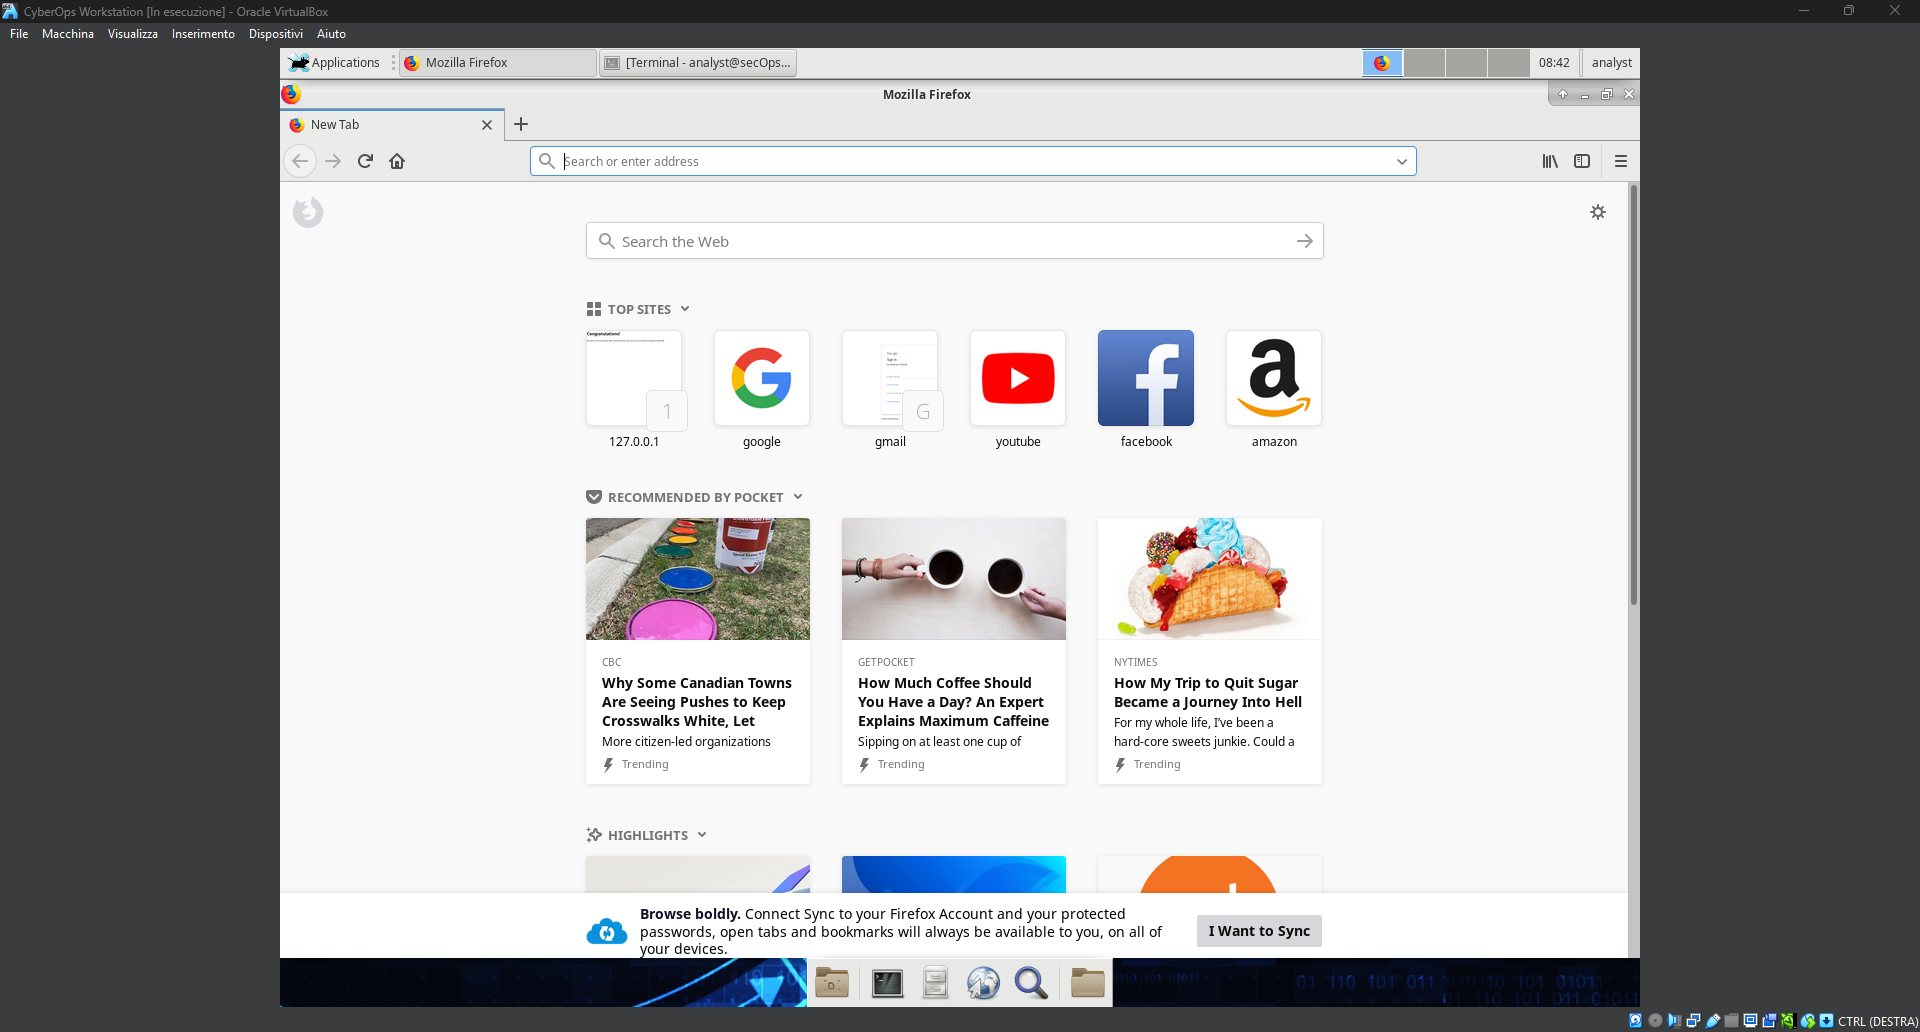 CyberOps Workstation [In esecuzione] - Oracle VirtualBox
File Macchina Visualizza Inserimento Dispositivi Aiuto
Applications Mozilla Firefox [Terminal - analyst@secOps... 08:42 analyst
Mozilla Firefox
New Tab
Search or enter address
Search the Web
TOP SITES
Congratulations!
1 G
127.0.0.1 google gmail youtube facebook amazon
RECOMMENDED BY POCKET
CBC
Why Some Canadian Towns
Are Seeing Pushes to Keep
Crosswalks White, Let
More citizen-led organizations
Trending
GETPOCKET
How Much Coffee Should
You Have a Day? An Expert
Explains Maximum Caffeine
Sipping on at least one cup of
Trending
NYTIMES
How My Trip to Quit Sugar
Became a Journey Into Hell
For my whole life, I've been a
hard-core sweets junkie. Could a
Trending
HIGHLIGHTS
Browse boldly. Connect Sync to your Firefox Account and your protected
passwords, open tabs and bookmarks will always be available to you, on all of
your devices.
I Want to Sync
CTRL (DESTRA)